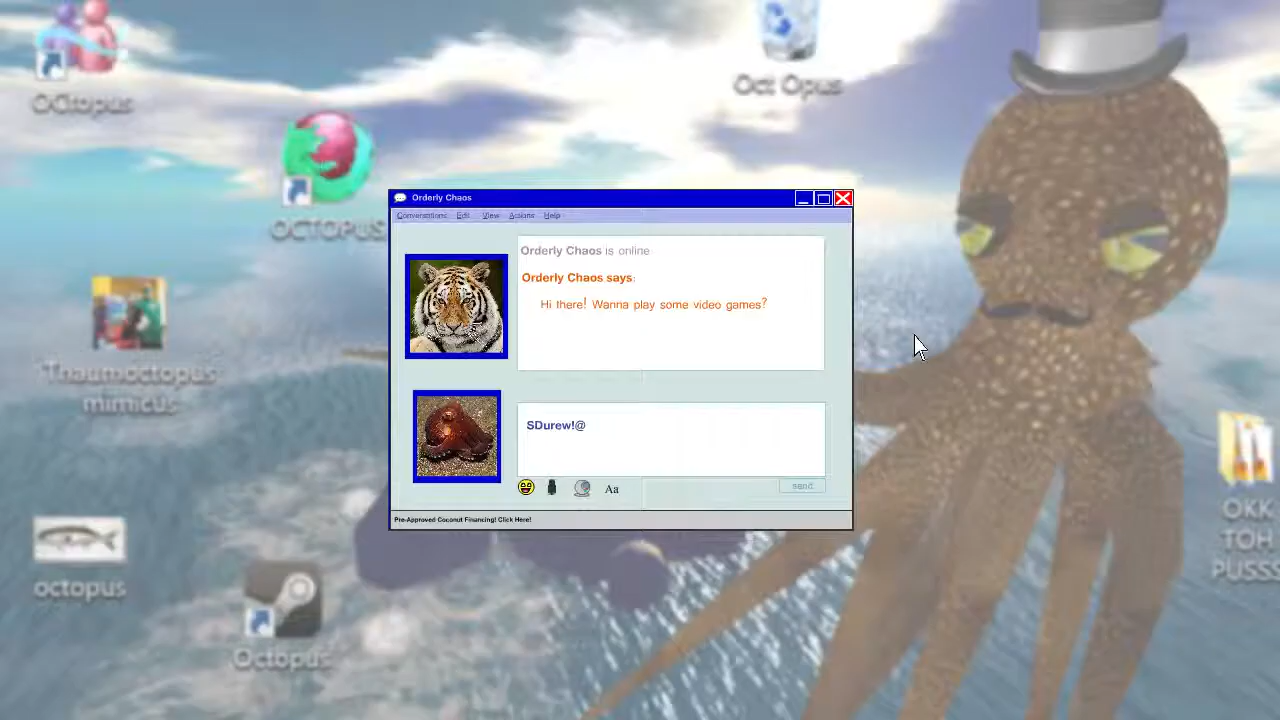 OCtopus
Oct Opus
OCTOPUS
Orderly Chaos
Conversations Edit View Actions Help
Orderly Chaos is online
Orderly Chaos says:
Hi there! Wanna play some video games?
Thaumoctopus
mimicus
SDurew!@
Aa
send
Pre-Approved Coconut Financing! Click Here!
OKK
TOH
PUSSS
octopus
Octopus